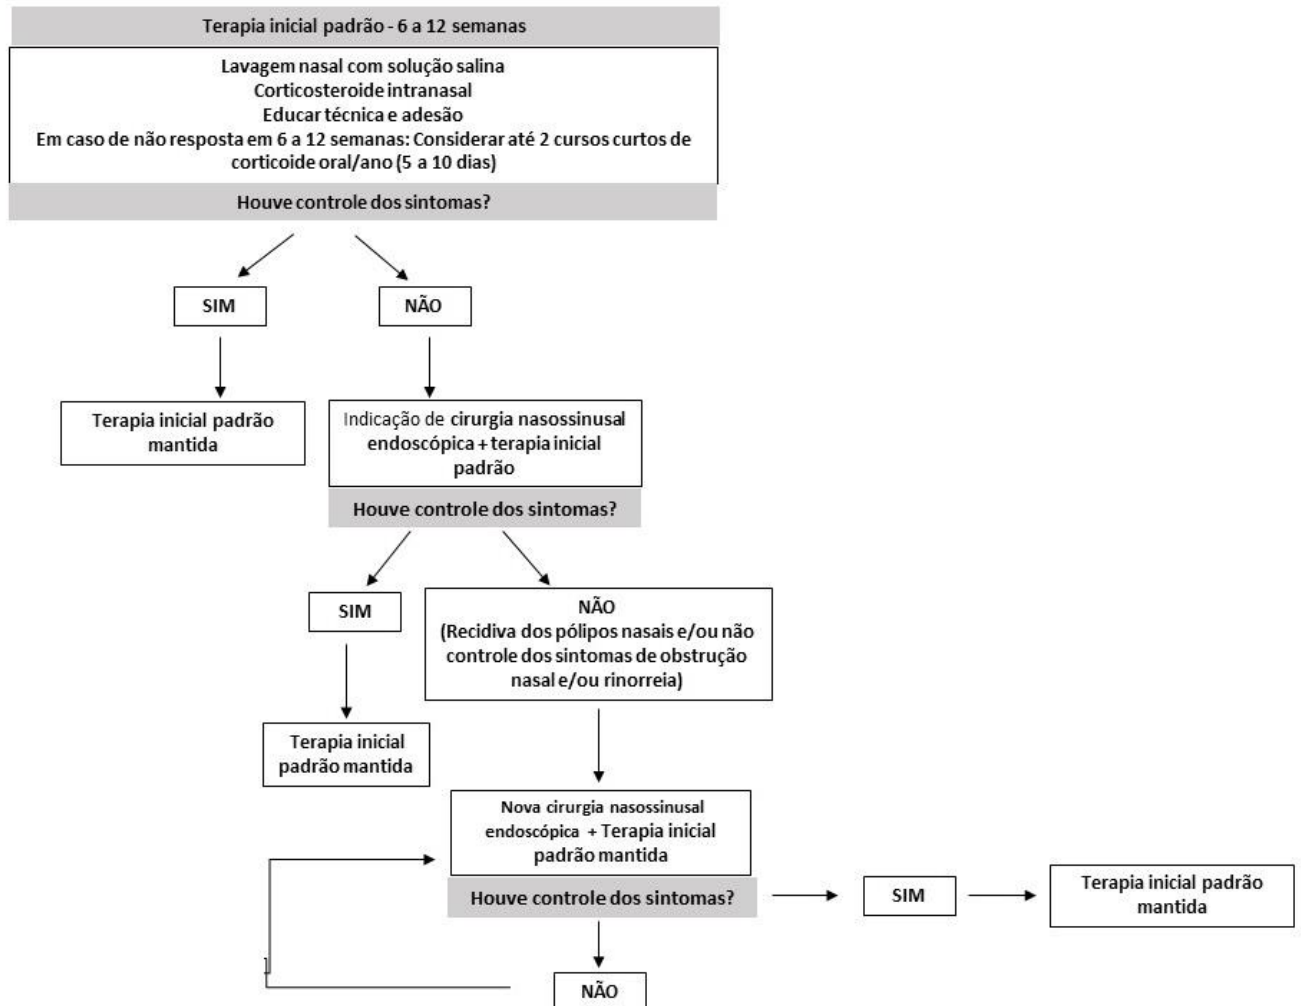 Terapia inicial padrão - 6 a 12 semanas
Lavagem nasal com solução salina
Corticosteroide intranasal
Educar técnica e adesão
Em caso de não resposta em 6 a 12 semanas: Considerar até 2 cursos curtos de
corticoide oral/ano (5 a 10 dias)
Houve controle dos sintomas?
SIM
NÃO
Terapia inicial padrão
mantida
Indicação de cirurgia nasossinusal
endoscópica + terapia inicial
padrão
Houve controle dos sintomas?
SIM
NÃO
(Recidiva dos pólipos nasais e/ou não
controle dos sintomas de obstrução
nasal e/ou rinorreia)
Terapia inicial
padrão mantida
Nova cirurgia nasossinusal
endoscópica + Terapia inicial
padrão mantida
Houve controle dos sintomas?
SIM
Terapia inicial padrão
mantida
NÃO